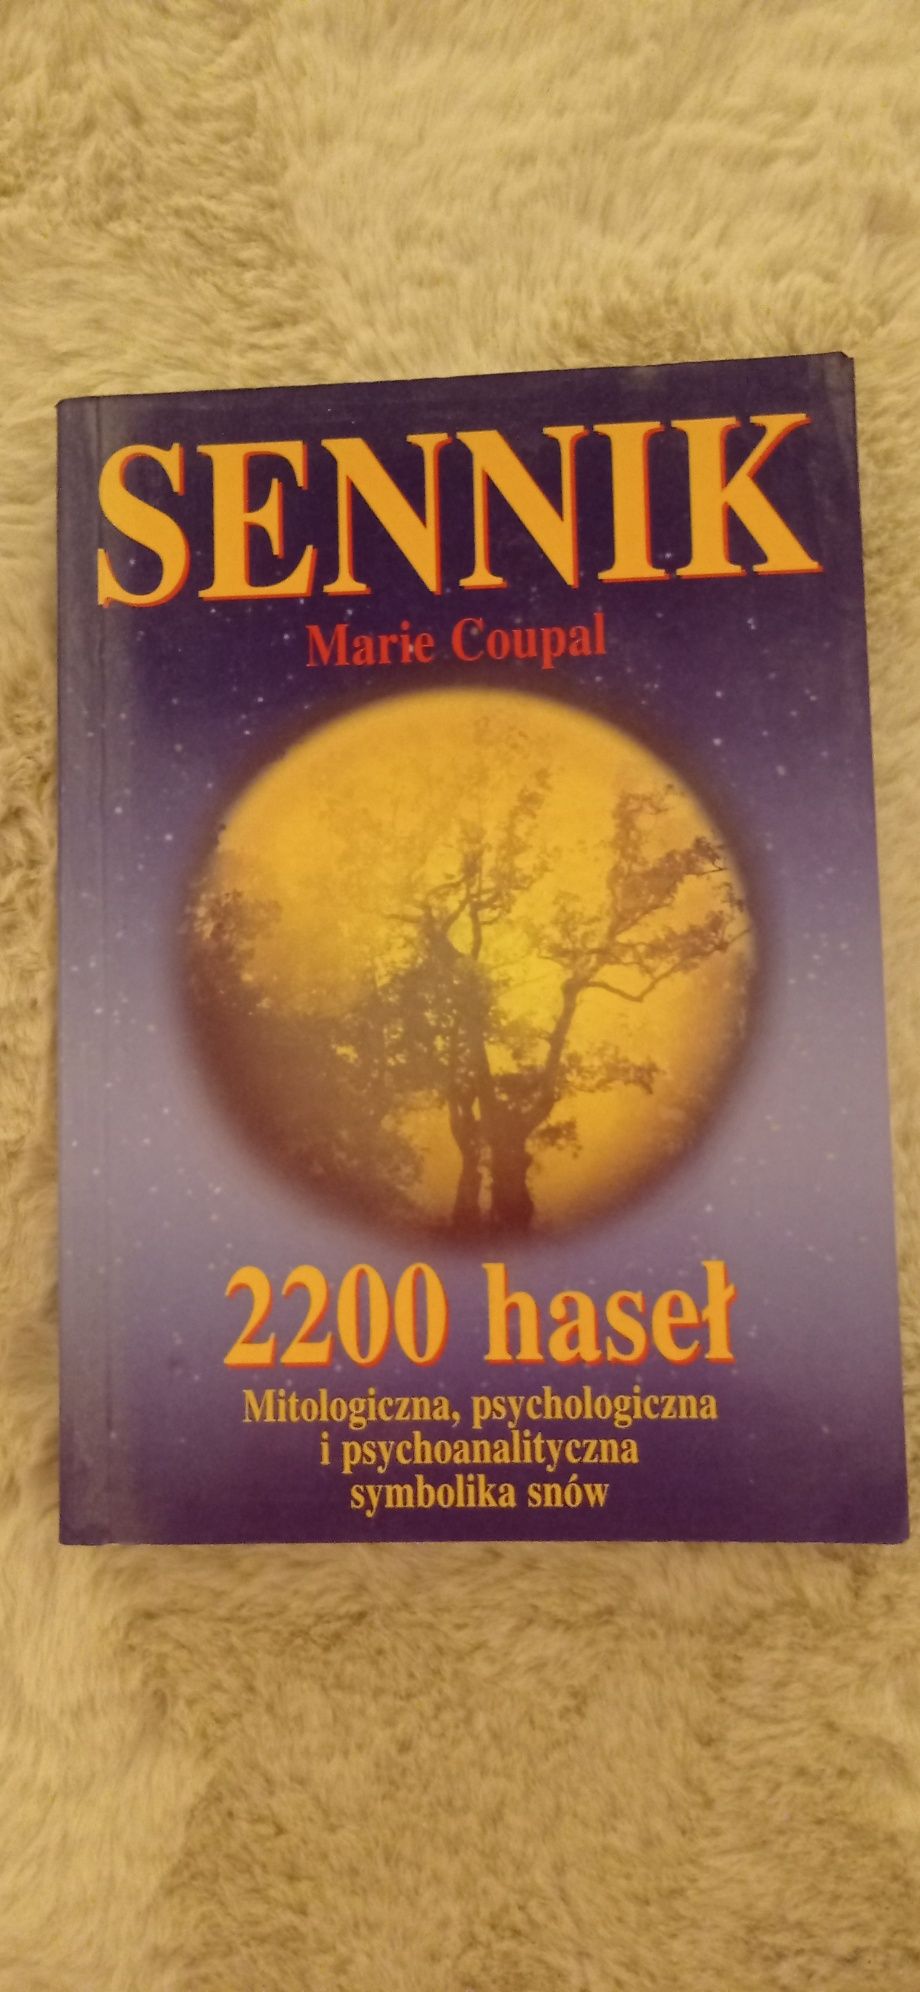 SENNIK
Marie Coupal
2200 haseł
Mitologiczna, psychologiczna
i psychoanalityczna
symbolika snów